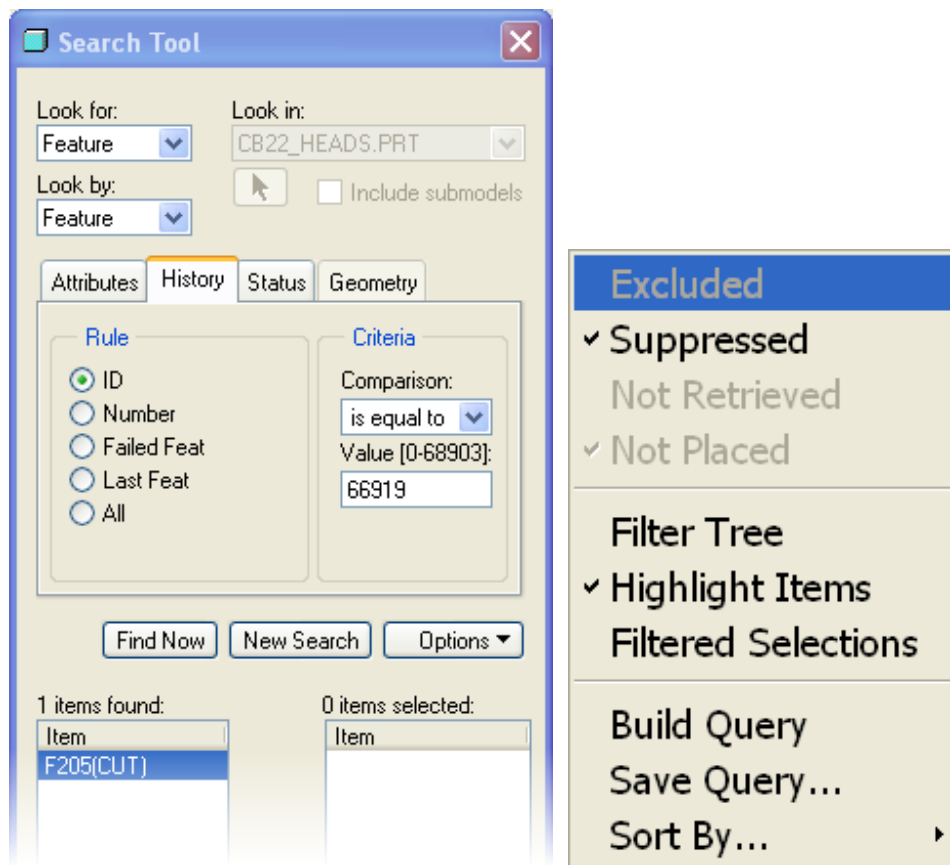 Search Tool
Look for:
Look in:
Feature
CB22_HEADS.PRT
Look by:
Include submodels
Feature
Attributes
History
Status
Geometry
Rule
ID
Number
Failed Feat
Last Feat
All
Criteria
Comparison:
is equal to
Value [0-68903]:
66919
Find Now
New Search
Options
1 items found:
Item
F205(CUT)
0 items selected:
Item
Excluded
Suppressed
Not Retrieved
Not Placed
Filter Tree
Highlight Items
Filtered Selections
Build Query
Save Query...
Sort By...